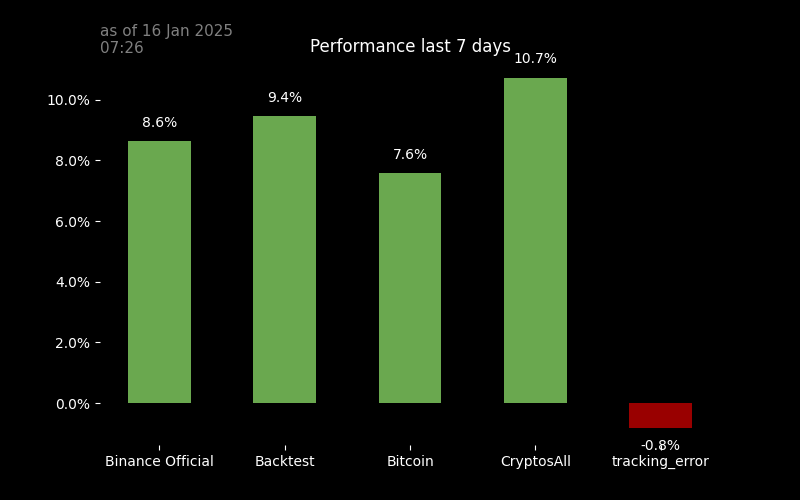 as of 16 Jan 2025
07:26
Performance last 7 days
10.7%
10.0%
9.4%
8.6%
8.0%
7.6%
6.0%
4.0%
2.0%
0.0%
-0.8%
Binance Official
Backtest
Bitcoin
CryptosAll
tracking_error